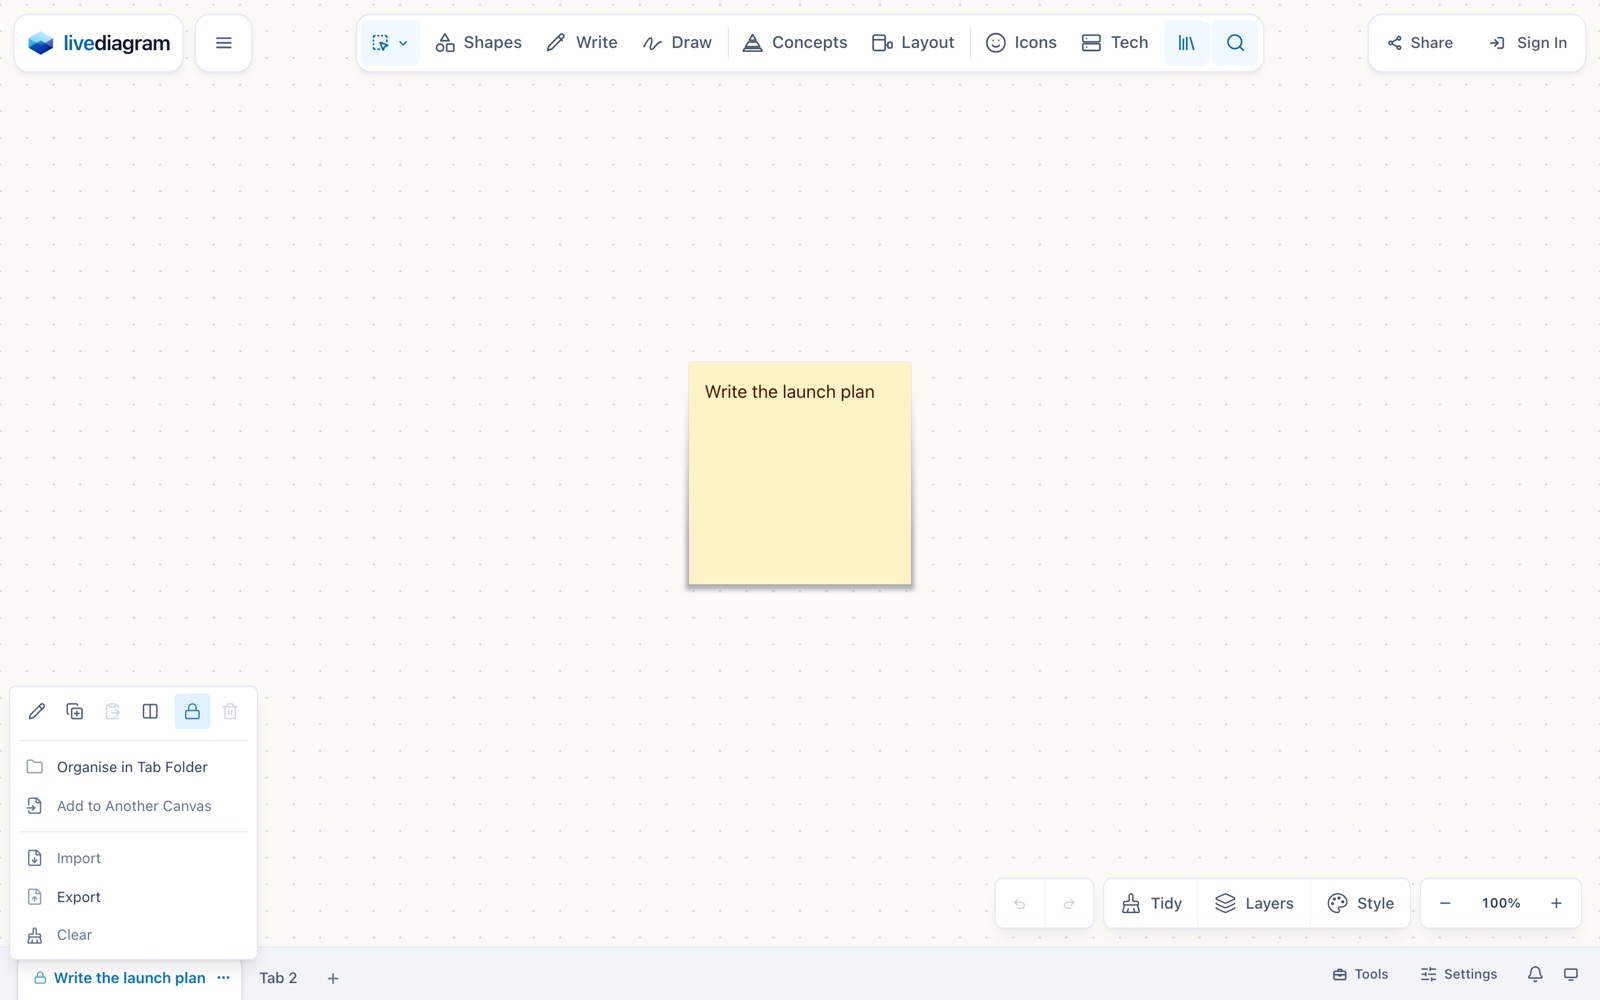 livediagram
Shapes
Write
Draw
Concepts
Layout
Icons
Tech
Share
Sign In
Write the launch plan
Organise in Tab Folder
Add to Another Canvas
Import
Export
Clear
Tidy
Layers
Style
100%
Write the launch plan
Tab 2
Tools
Settings